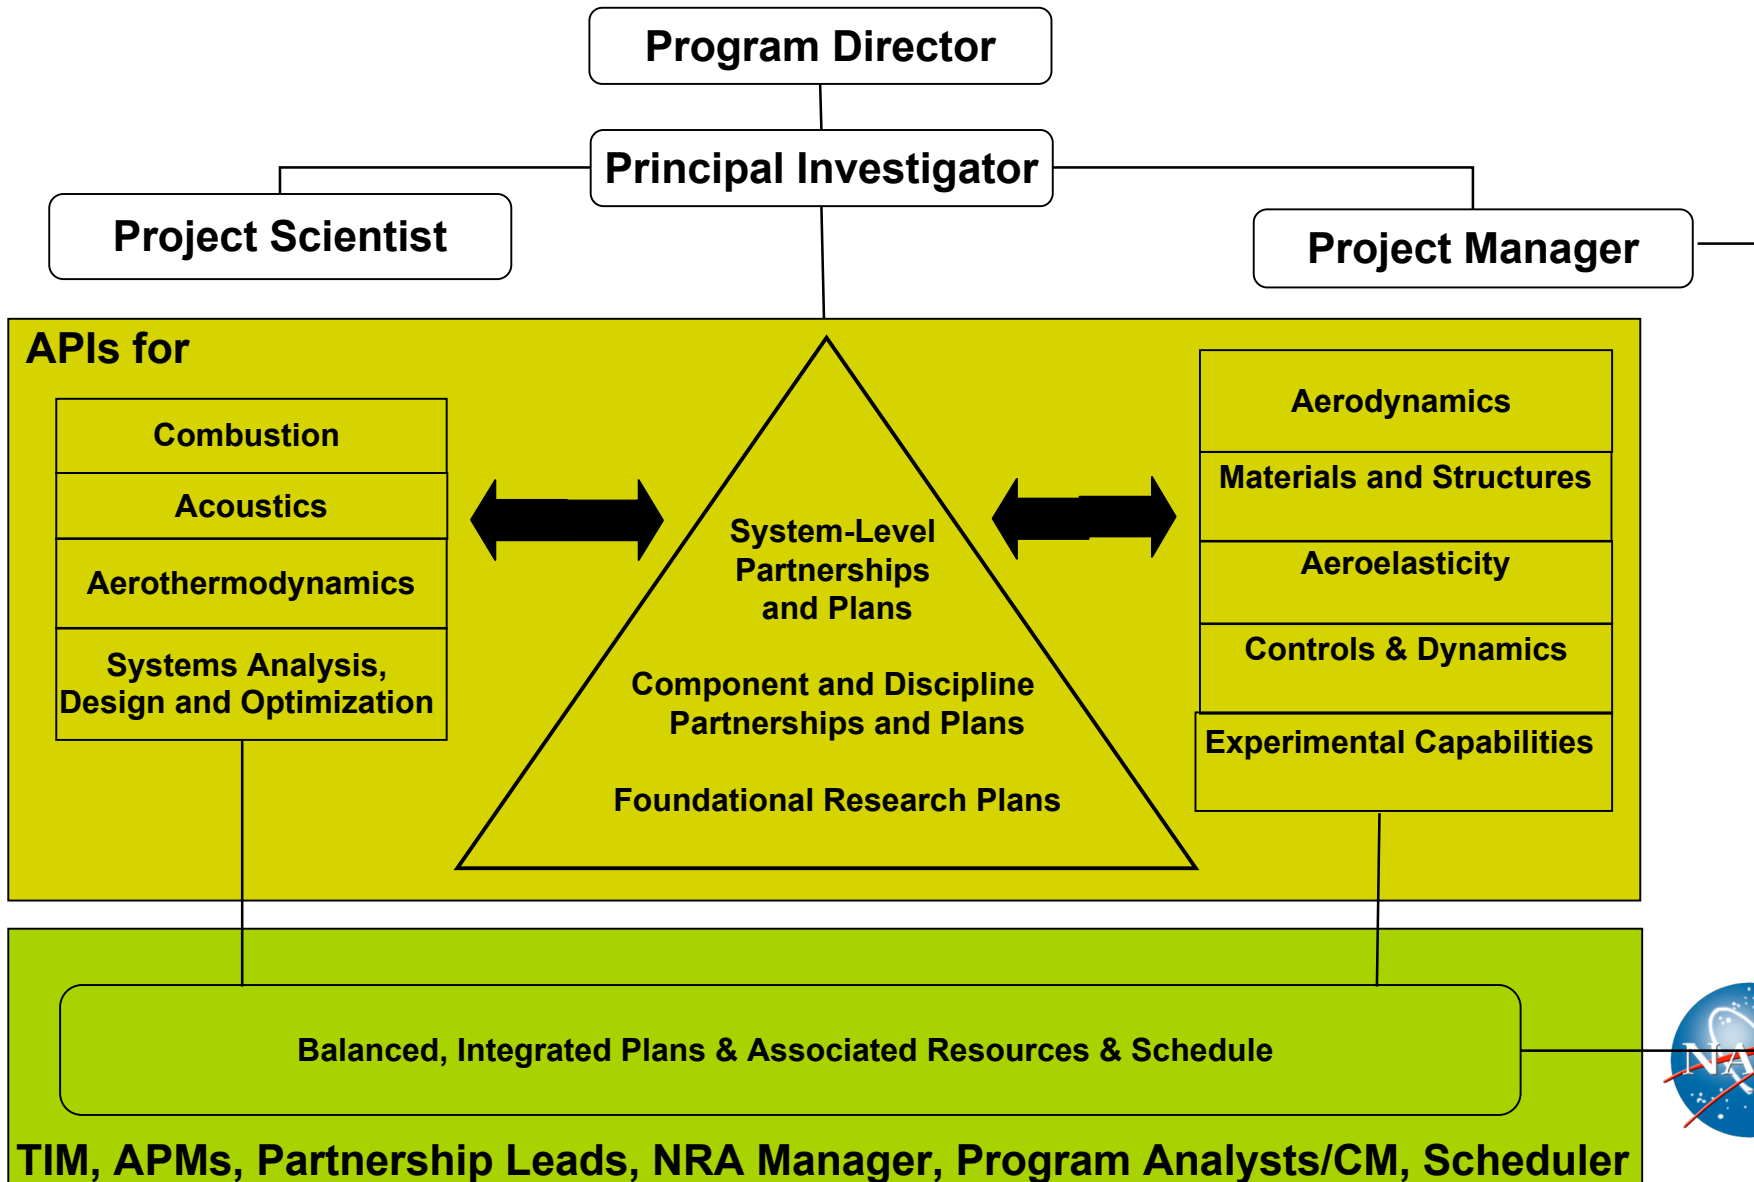 Program Director
Principal Investigator
Project Scientist
Project Manager
APIs for
Combustion
Acoustics
Aerothermodynamics
Systems Analysis,
Design and Optimization
System-Level
Partnerships
and Plans
Component and Discipline
Partnerships and Plans
Foundational Research Plans
Aerodynamics
Materials and Structures
Aeroelasticity
Controls & Dynamics
Experimental Capabilities
Balanced, Integrated Plans & Associated Resources & Schedule
TIM, APMs, Partnership Leads, NRA Manager, Program Analysts/CM, Scheduler